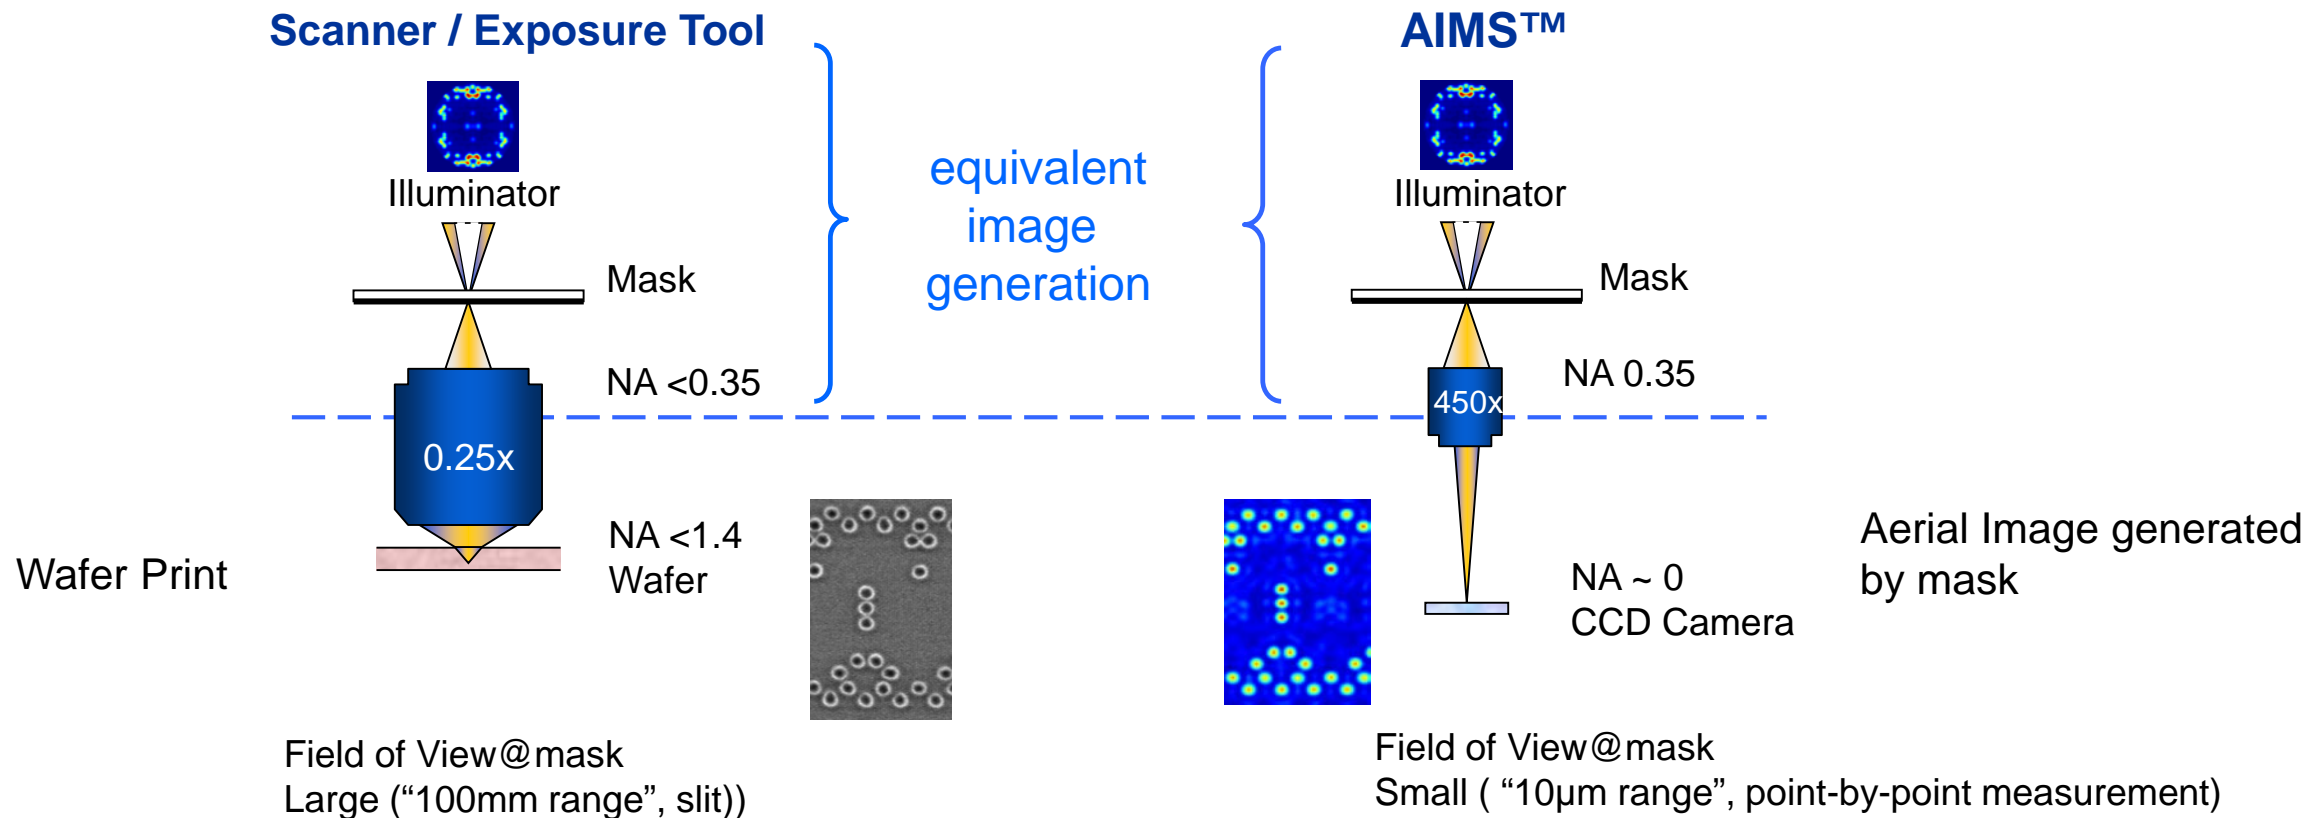 Scanner / Exposure Tool
AIMS™
Illuminator
Illuminator
equivalent
image
generation
Mask
Mask
NA <0.35
NA 0.35
0.25x
450x
NA <1.4
Wafer
Wafer Print
NA ~ 0
CCD Camera
Aerial Image generated
by mask
Field of View@mask
Large (“100mm range”, slit))
Field of View@mask
Small ( “10µm range”, point-by-point measurement)